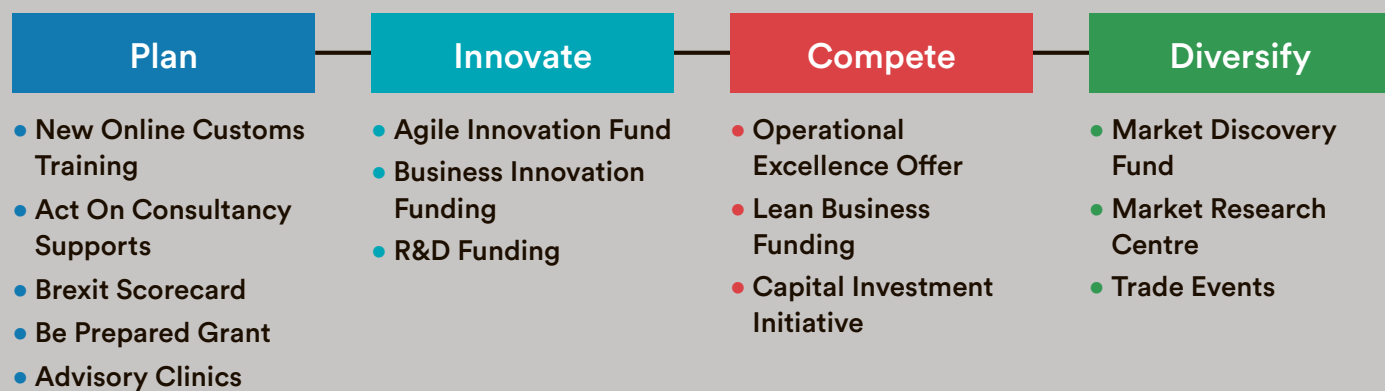 Plan
• New Online Customs
Training
• Act On Consultancy
Supports
• Brexit Scorecard
• Be Prepared Grant
• Advisory Clinics
Innovate
• Agile Innovation Fund
• Business Innovation
Funding
• R&D Funding
Compete
• Operational
Excellence Offer
• Lean Business
Funding
• Capital Investment
Initiative
Diversify
• Market Discovery
Fund
• Market Research
Centre
• Trade Events